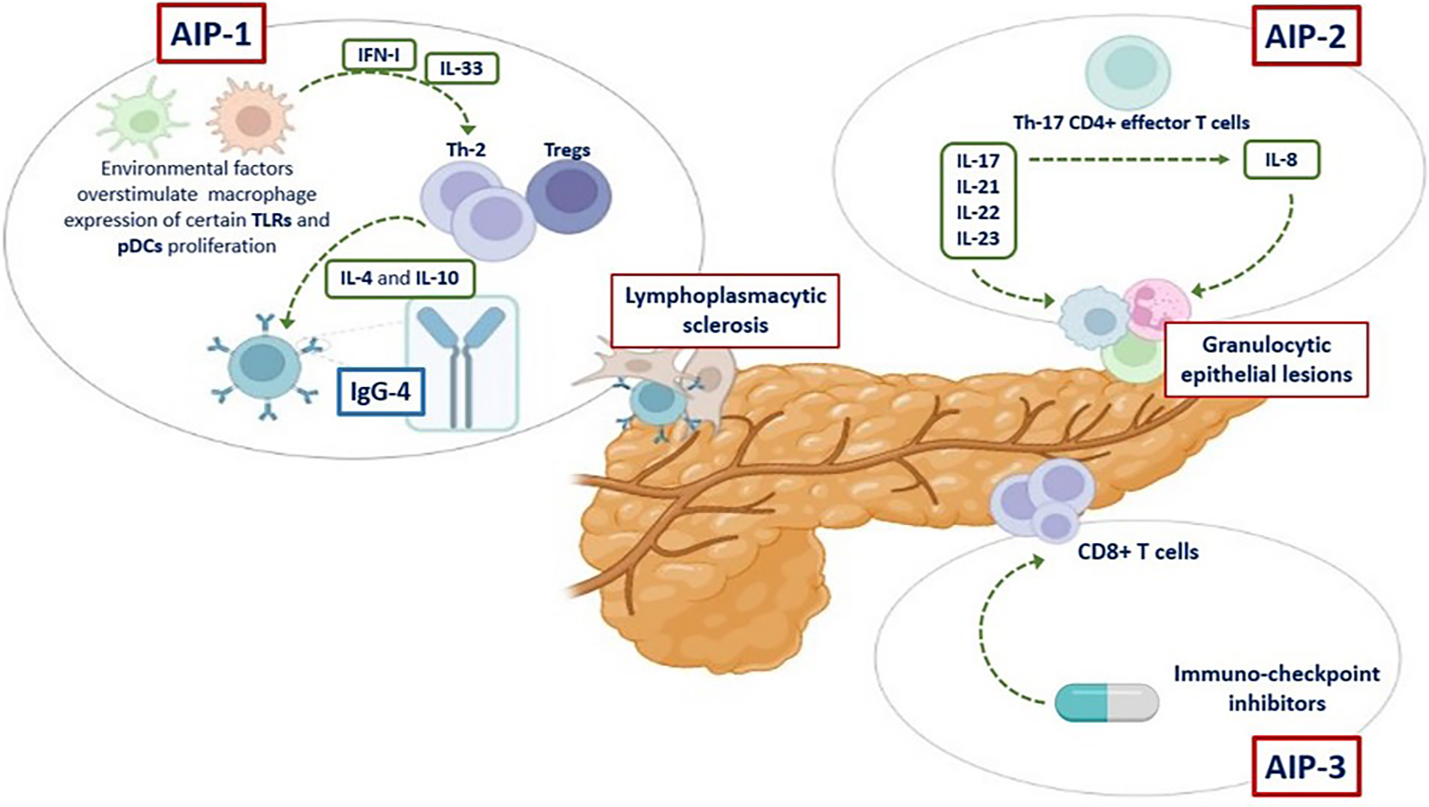 AIP-1
IFN-I
IL-33
Environmental factors
overstimulate macrophage
expression of certain TLRs and
pDCs proliferation
Th-2
Tregs
IL-4 and IL-10
IgG-4
Lymphoplasmacytic
sclerosis
AIP-2
Th-17 CD4+ effector T cells
IL-17
IL-21
IL-22
IL-23
IL-8
Granulocytic
epithelial lesions
CD8+ T cells
Immuno-checkpoint
inhibitors
AIP-3